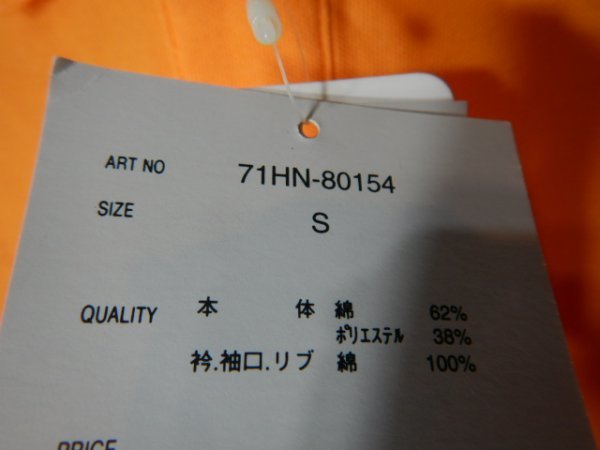 ART NO 71HN-80154
SIZE S
QUALITY 本 体 綿 62%
ポリエステル 38%
衿.袖口.リブ 綿 100%
PRICE